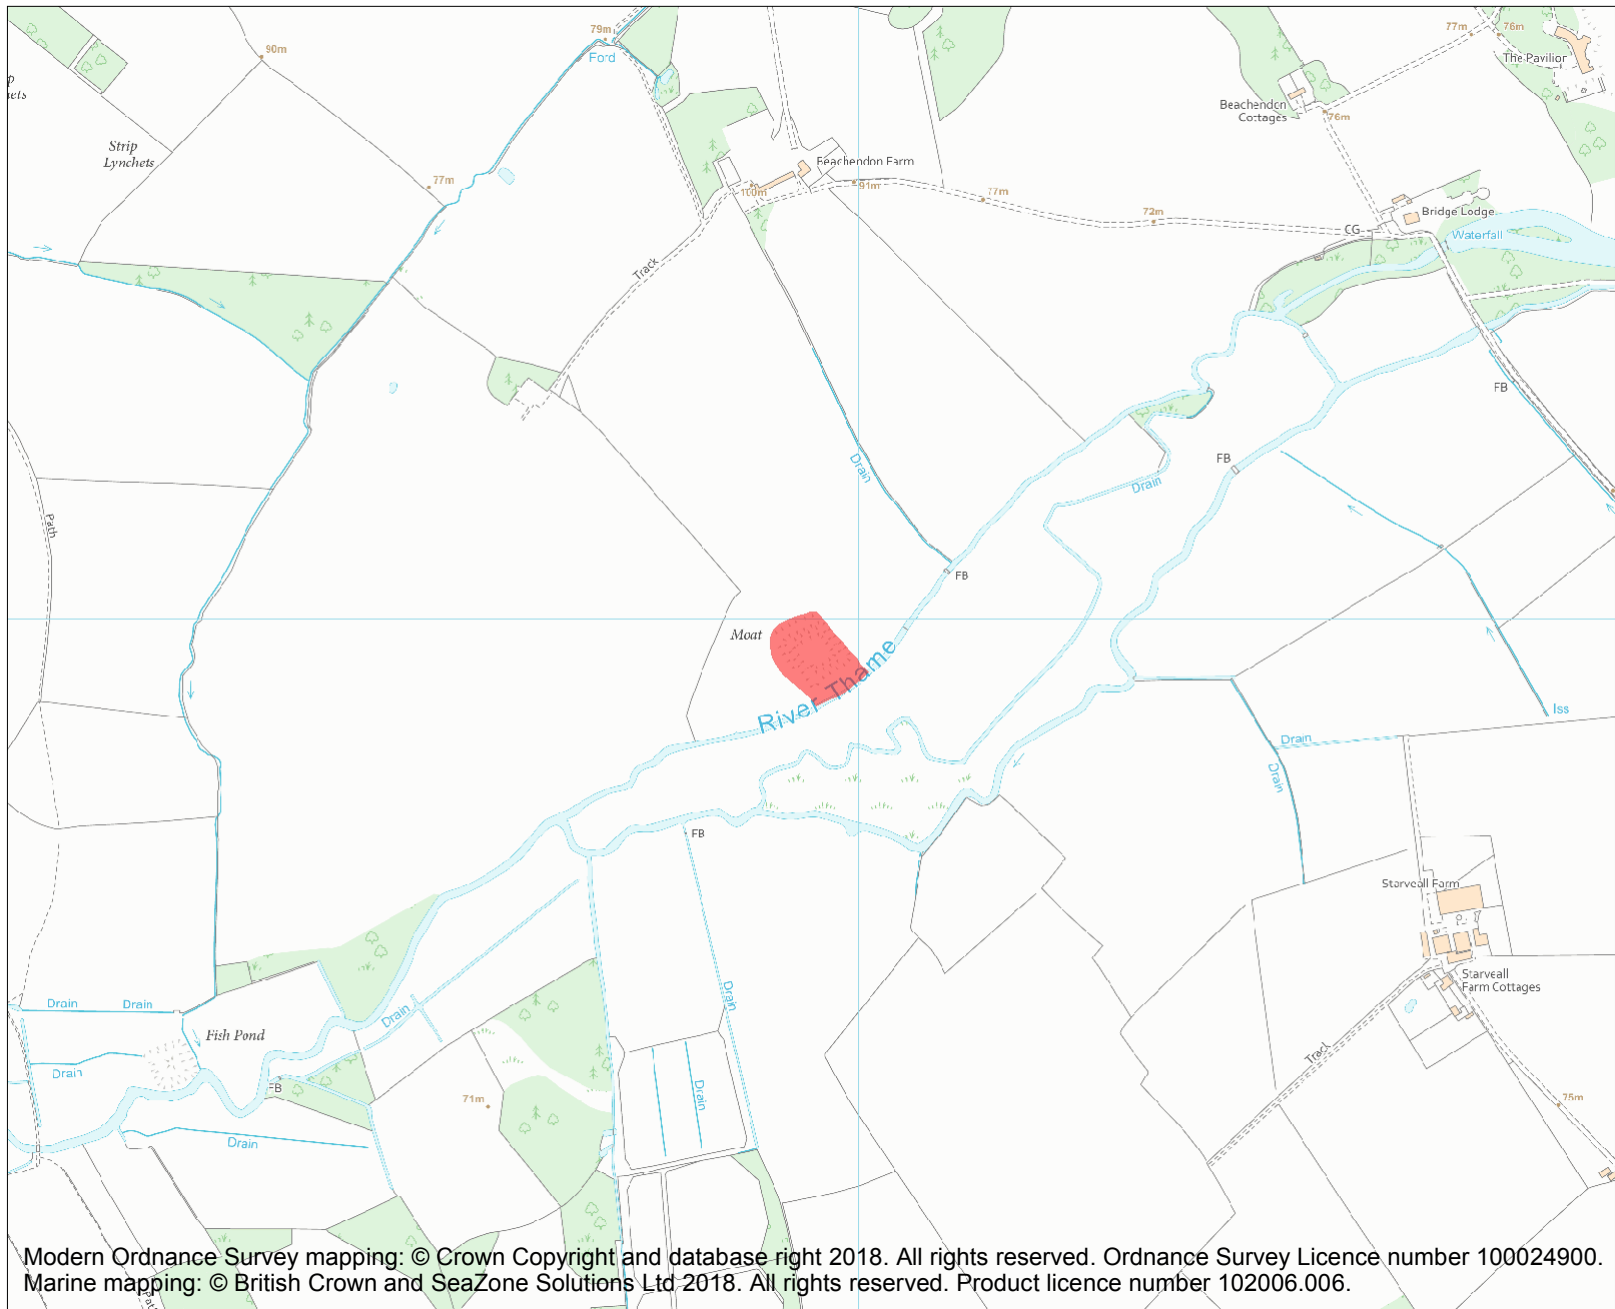 90m
79m
Ford
77m
76m
The Pavilion
Beachendon
Cottages
76m
Strip
Lynchets
77m
Beachendon Farm
100m
91m
77m
72m
CG
Bridge Lodge
Waterfall
Track
FB
Drain
FB
Drain
Path
FB
Moat
River Thame
Iss
Drain
Drain
FB
Starveall Farm
Starveall
Farm Cottages
Drain
Drain
Drain
Drain
Fish Pond
Drain
FB
71m
Drain
Track
75m
Drain
Path
Modern Ordnance Survey mapping: © Crown Copyright and database right 2018. All rights reserved. Ordnance Survey Licence number 100024900.
Marine mapping: © British Crown and SeaZone Solutions Ltd 2018. All rights reserved. Product licence number 102006.006.